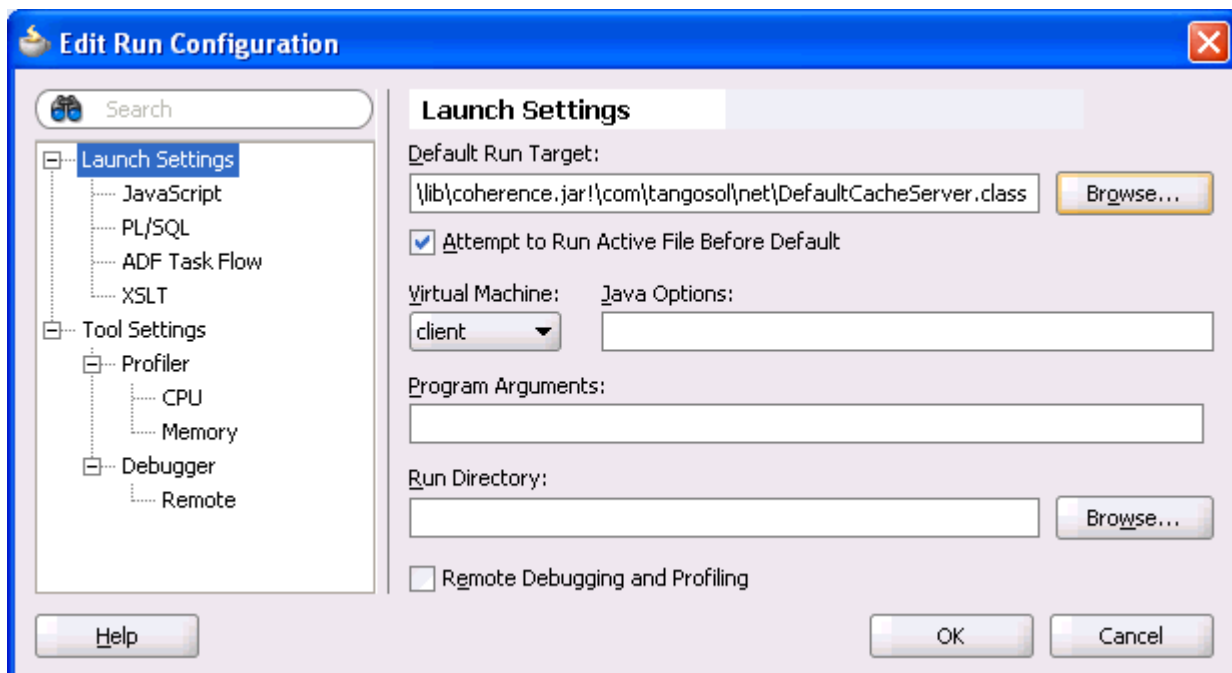 Edit Run Configuration
Search
Launch Settings
JavaScript
PL/SQL
ADF Task Flow
XSLT
Tool Settings
Profiler
CPU
Memory
Debugger
Remote
Launch Settings
Default Run Target:
\lib\coherence.jar!\com\tangosol\net\DefaultCacheServer.class Browse...
Attempt to Run Active File Before Default
Virtual Machine: Java Options:
client
Program Arguments:
Run Directory:
Browse...
Remote Debugging and Profiling
Help OK Cancel